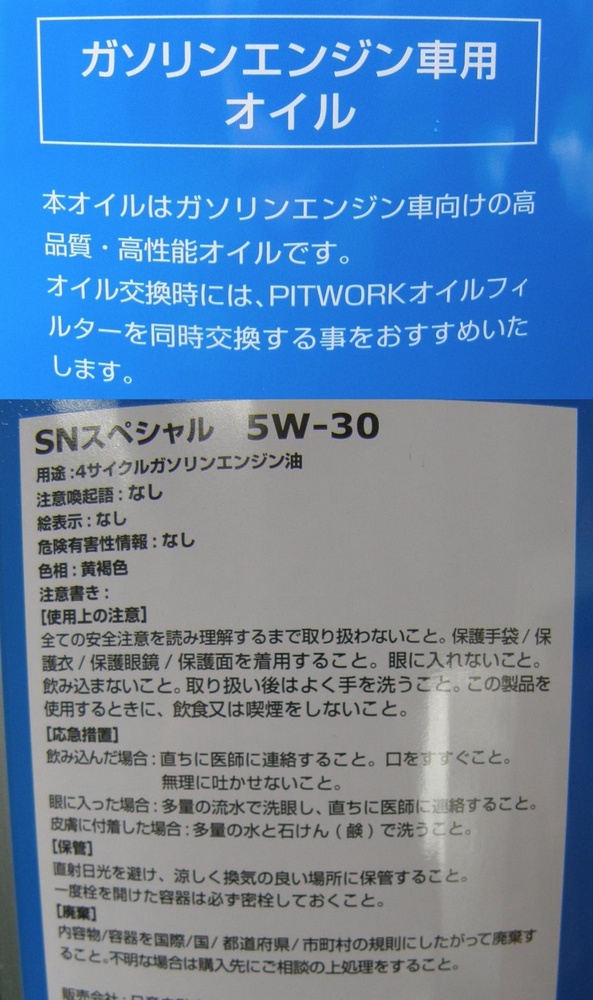 ガソリンエンジン車用
オイル
本オイルはガソリンエンジン車向けの高
品質・高性能オイルです。
オイル交換時には、PITWORKオイルフィ
ルターを同時交換する事をおすすめいた
します。
SNスペシャル 5W-30
用途:4サイクルガソリンエンジン油
注意喚起語:なし
絵表示:なし
危険有害性情報:なし
色相:黄褐色
注意書き:
[使用上の注意]
全ての安全注意を読み理解するまで取り扱わないこと。保護手袋/保
護衣/保護眼鏡/保護面を着用すること。眼に入れないこと。
飲み込まないこと。取り扱い後はよく手を洗うこと。この製品を
使用するときに、飲食又は喫煙をしないこと。
[応急措置]
飲み込んだ場合:直ちに医師に連絡すること。口をすすぐこと。
無理に吐かせないこと。
眼に入った場合:多量の流水で洗眼し、直ちに医師に連絡すること。
皮膚に付着した場合:多量の水と石けん(鹸)で洗うこと。
[保管]
直射日光を避け、涼しく換気の良い場所に保管すること。
一度栓を開けた容器は必ず密栓しておくこと。
[廃棄]
内容物/容器を国際/国/都道府県/市町村の規則にしたがって廃棄す
ること。不明な場合は購入先にご相談の上処理をすること。
販売会社: